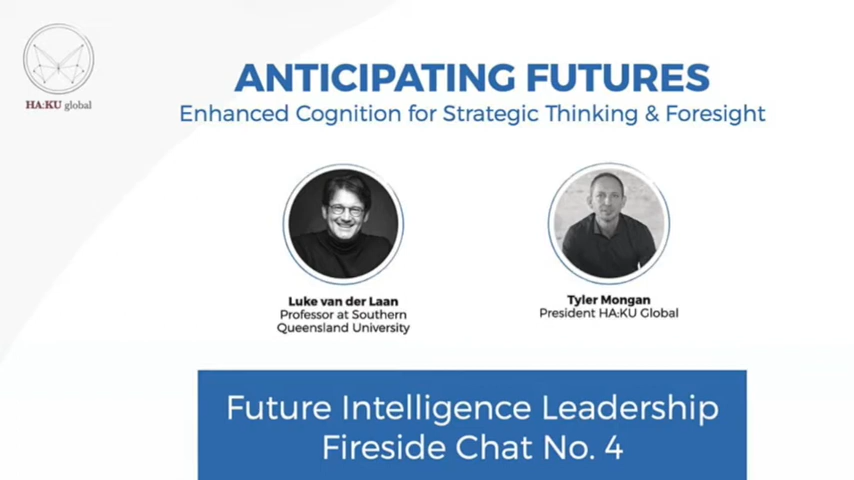 HA:KU global
ANTICIPATING FUTURES
Enhanced Cognition for Strategic Thinking & Foresight
Luke van der Laan
Professor at Southern
Queensland University
Tyler Mongan
President HA:KU Global
Future Intelligence Leadership
Fireside Chat No. 4